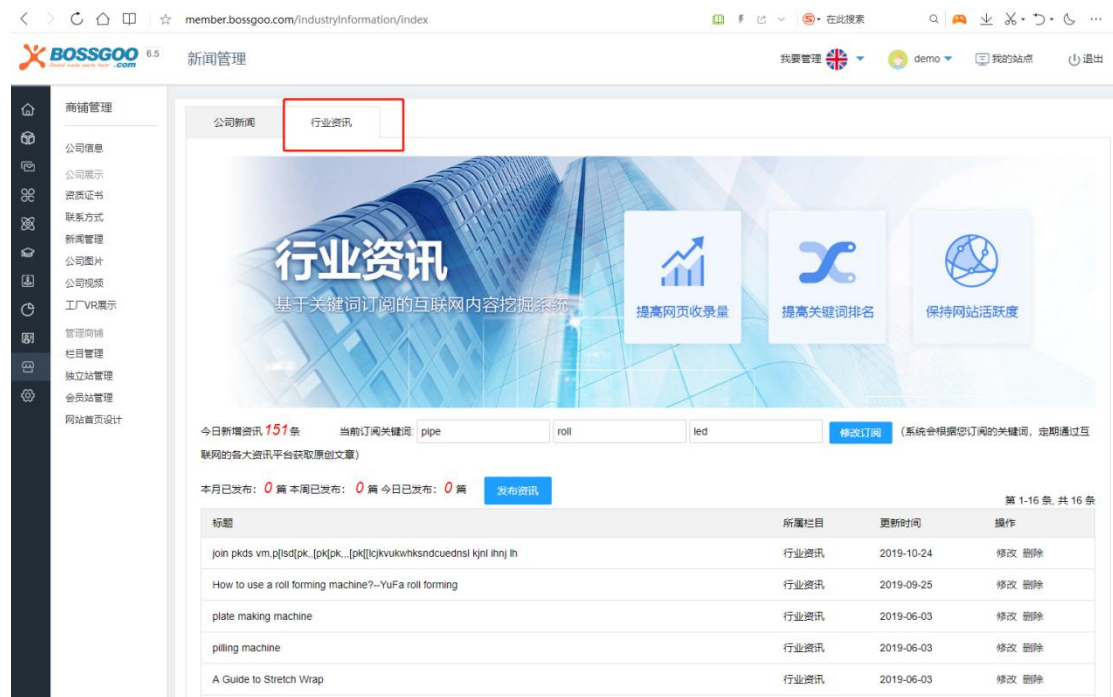 member.bossgoo.com/industryInformation/index
在此搜索
BOSSGOO 6.5
.com
新闻管理
我要管理
demo
我的站点
退出
商铺管理
公司信息
公司展示
资质证书
联系方式
新闻管理
公司图片
公司视频
工厂VR展示
管理商铺
栏目管理
独立站管理
会员站管理
网站首页设计
公司新闻 行业资讯
行业资讯
基于关键词订阅的互联网内容挖掘系统
提高网页收录量 提高关键词排名 保持网站活跃度
今日新增资讯 151 条 当前订阅关键词: pipe roll led 修改订阅 (系统会根据您订阅的关键词，定期通过互
联网的各大资讯平台获取原创文章)
本月已发布： 0 篇 本周已发布： 0 篇 今日已发布： 0 篇 发布资讯
第 1-16 条, 共 16 条
标题 所属栏目 更新时间 操作
join pkds vm,p[lsd[pk,,[pk[pk,,,[pk[[lcjkvukwhksndcuednsl kjnl ihnj lh 行业资讯 2019-10-24 修改 删除
How to use a roll forming machine?--YuFa roll forming 行业资讯 2019-09-25 修改 删除
plate making machine 行业资讯 2019-06-03 修改 删除
pilling machine 行业资讯 2019-06-03 修改 删除
A Guide to Stretch Wrap 行业资讯 2019-06-03 修改 删除